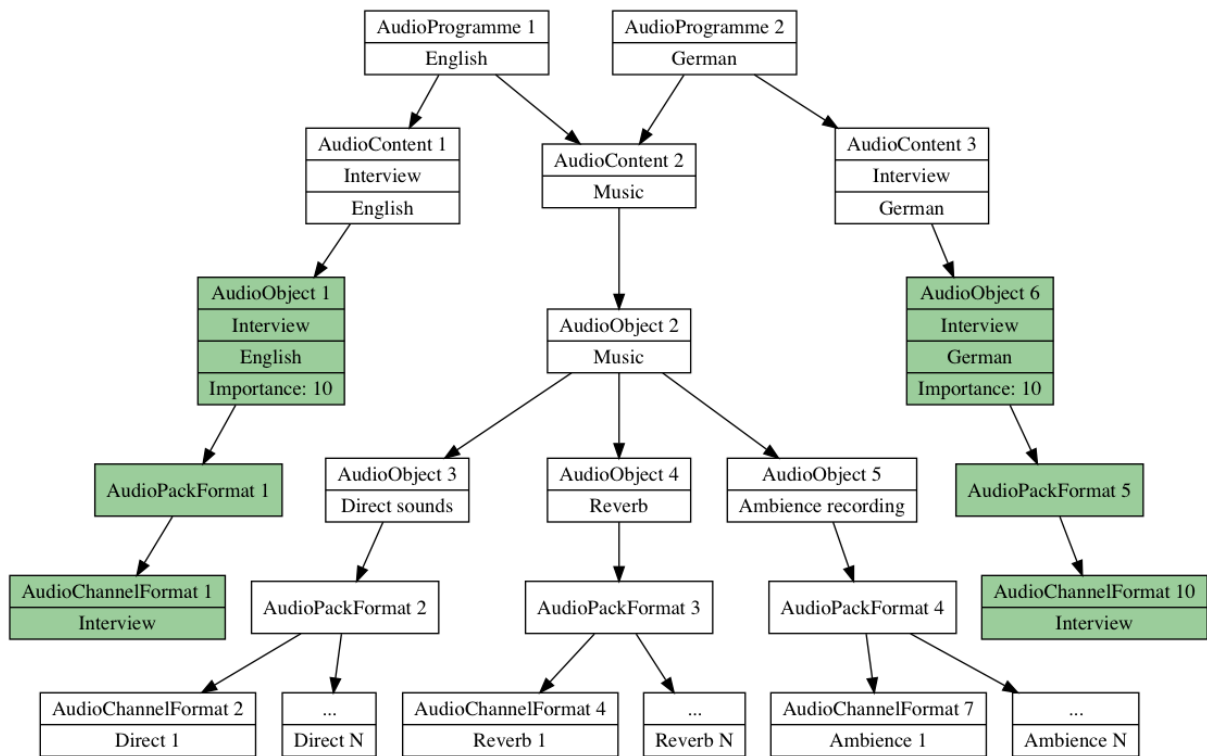 AudioProgramme 1
English
AudioProgramme 2
German
AudioContent 1
Interview
English
AudioContent 2
Music
AudioContent 3
Interview
German
AudioObject 1
Interview
English
Importance: 10
AudioObject 2
Music
AudioObject 6
Interview
German
Importance: 10
AudioPackFormat 1
AudioObject 3
Direct sounds
AudioObject 4
Reverb
AudioObject 5
Ambience recording
AudioPackFormat 5
AudioChannelFormat 1
Interview
AudioPackFormat 2
AudioPackFormat 3
AudioPackFormat 4
AudioChannelFormat 10
Interview
AudioChannelFormat 2
Direct 1
...
Direct N
AudioChannelFormat 4
Reverb 1
...
Reverb N
AudioChannelFormat 7
Ambience 1
...
Ambience N